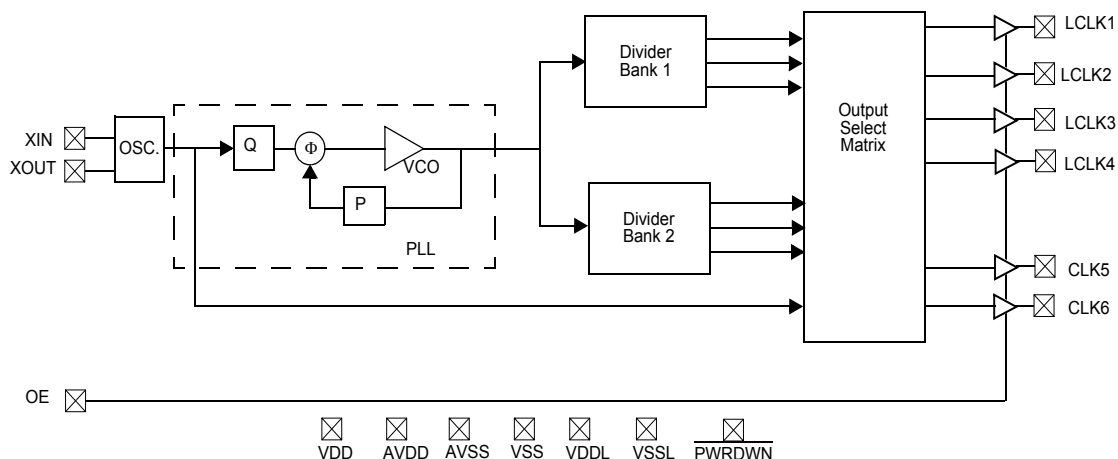 LCLK1
Divider
Bank 1
LCLK2
Output
Select
Matrix
LCLK3
XIN
OSC.
Q
Φ
VCO
LCLK4
XOUT
P
Divider
Bank 2
PLL
CLK5
CLK6
OE
VDD
AVDD
AVSS
VSS
VDDL
VSSL
PWRDWN